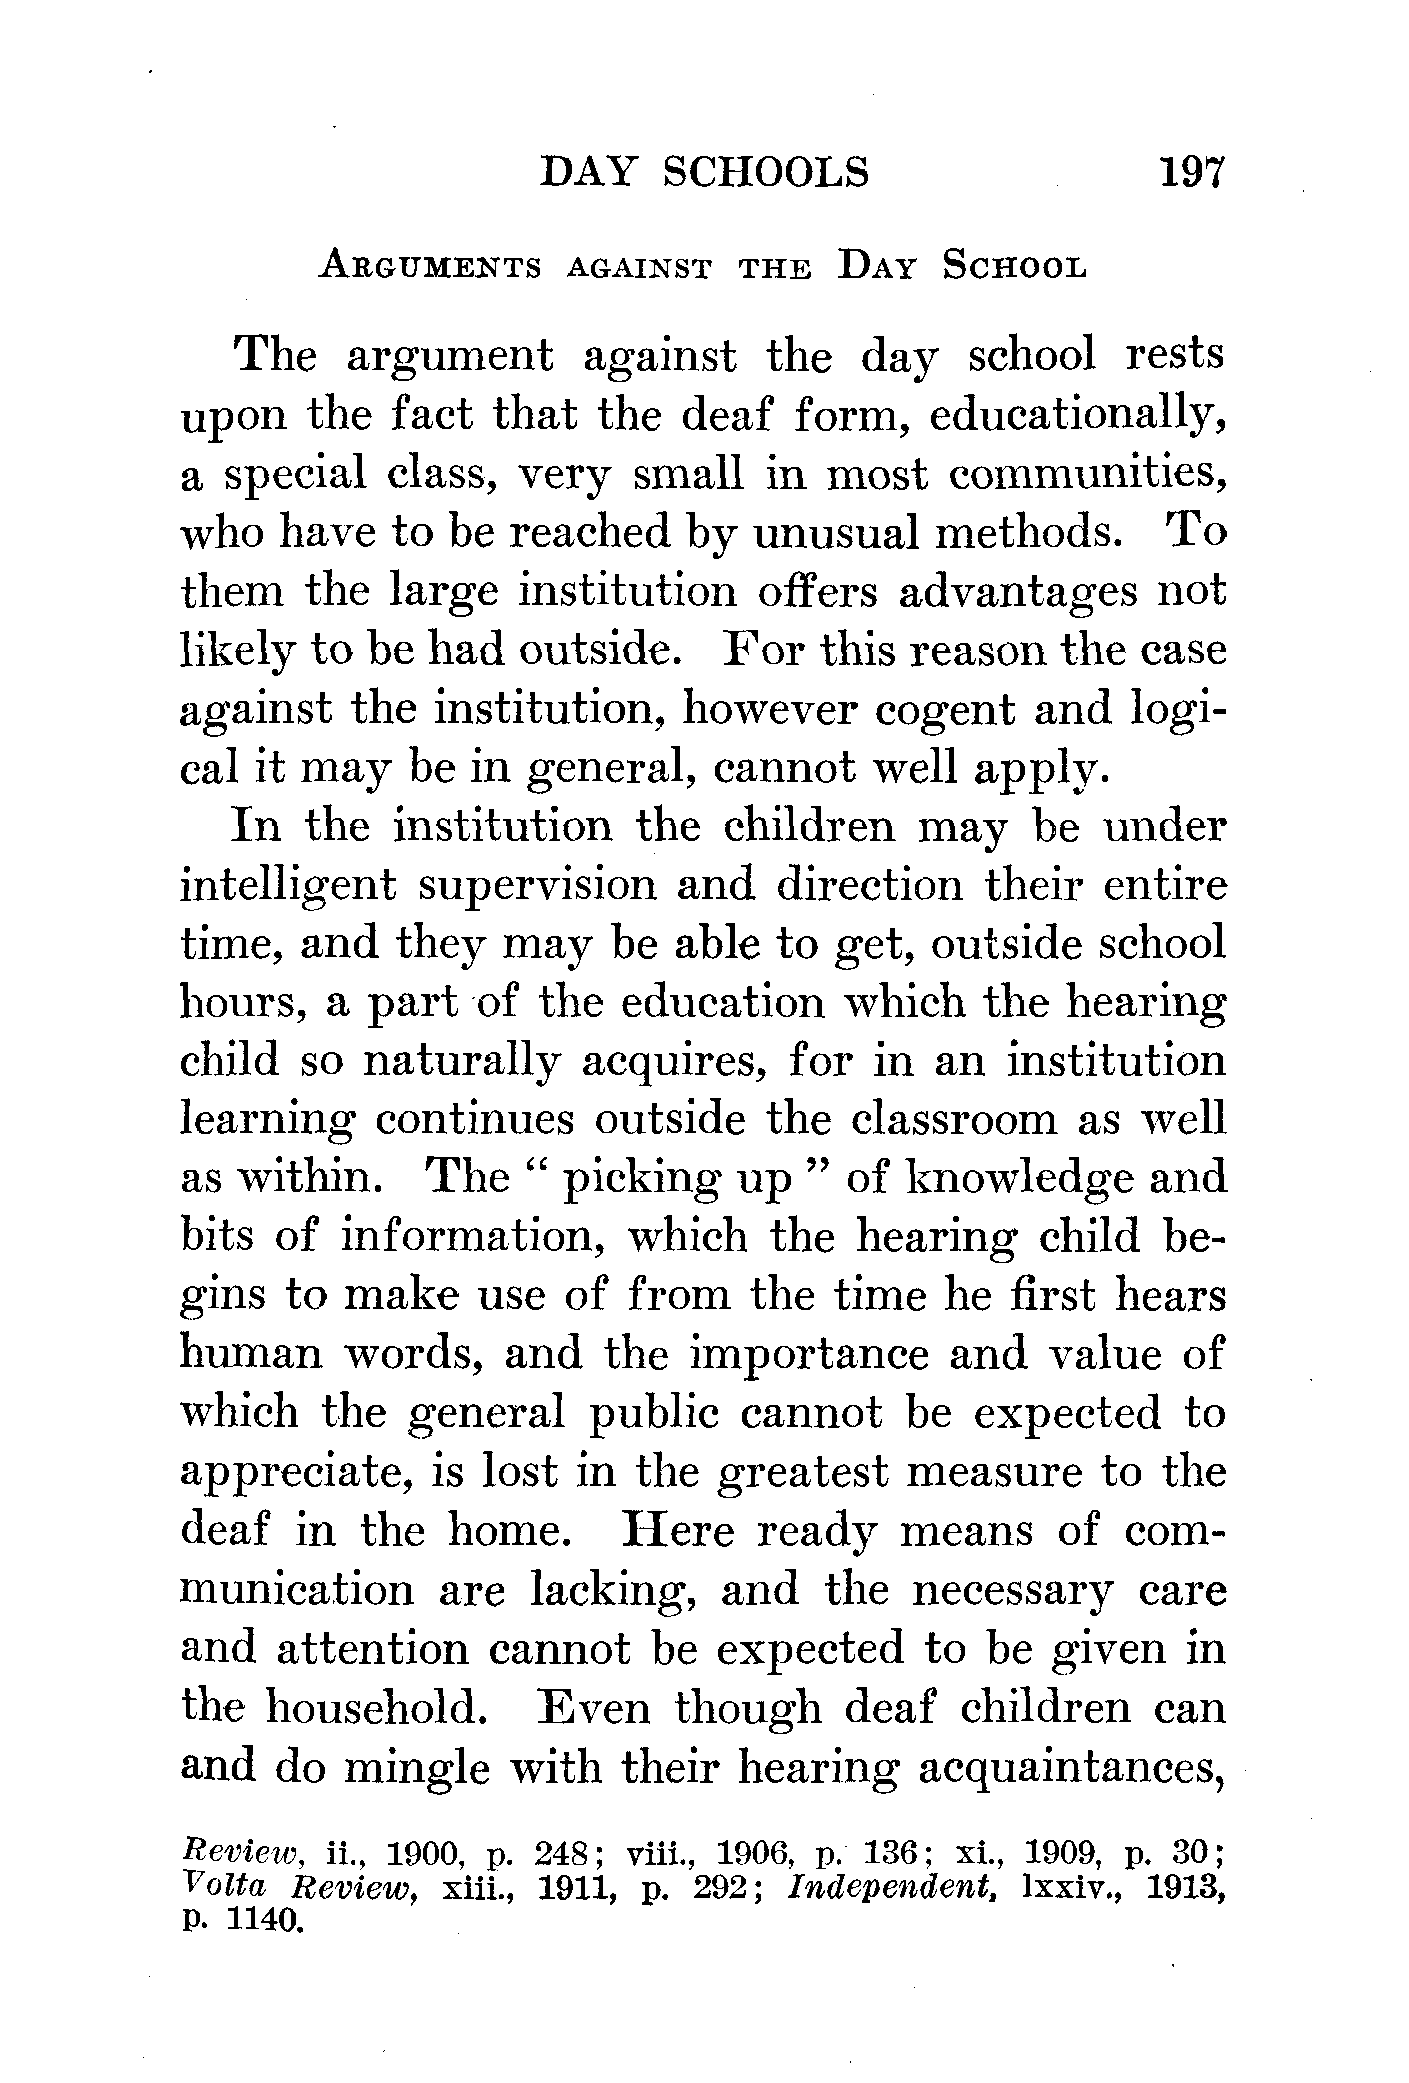 DAY SCHOOLS 197
Arguments against the Day School
The argument against the day school rests
upon the fact that the deaf form, educationally,
a special class, very small in most communities,
who have to be reached by unusual methods. To
them the large institution offers advantages not
likely to be had outside. For this reason the case
against the institution, however cogent and logi-
cal it may be in general, cannot well apply.
In the institution the children may be under
intelligent supervision and direction their entire
time, and they may be able to get, outside school
hours, a part of the education which the hearing
child so naturally acquires, for in an institution
learning continues outside the classroom as well
as within. The “ picking up ” of knowledge and
bits of information, which the hearing child be-
gins to make use of from the time he first hears
human words, and the importance and value of
which the general public cannot be expected to
appreciate, is lost in the greatest measure to the
deaf in the home. Here ready means of com-
munication are lacking, and the necessary care
and attention cannot be expected to be given in
the household. Even though deaf children can
and do mingle with their hearing acquaintances,
Review, ii., 1900, p. 248; viii., 1906, p. 136; xi., 1909, p. 30;
Volta Review, xiii., 1911, p. 292; Independent, lxxiv., 1913,
p. 1140.